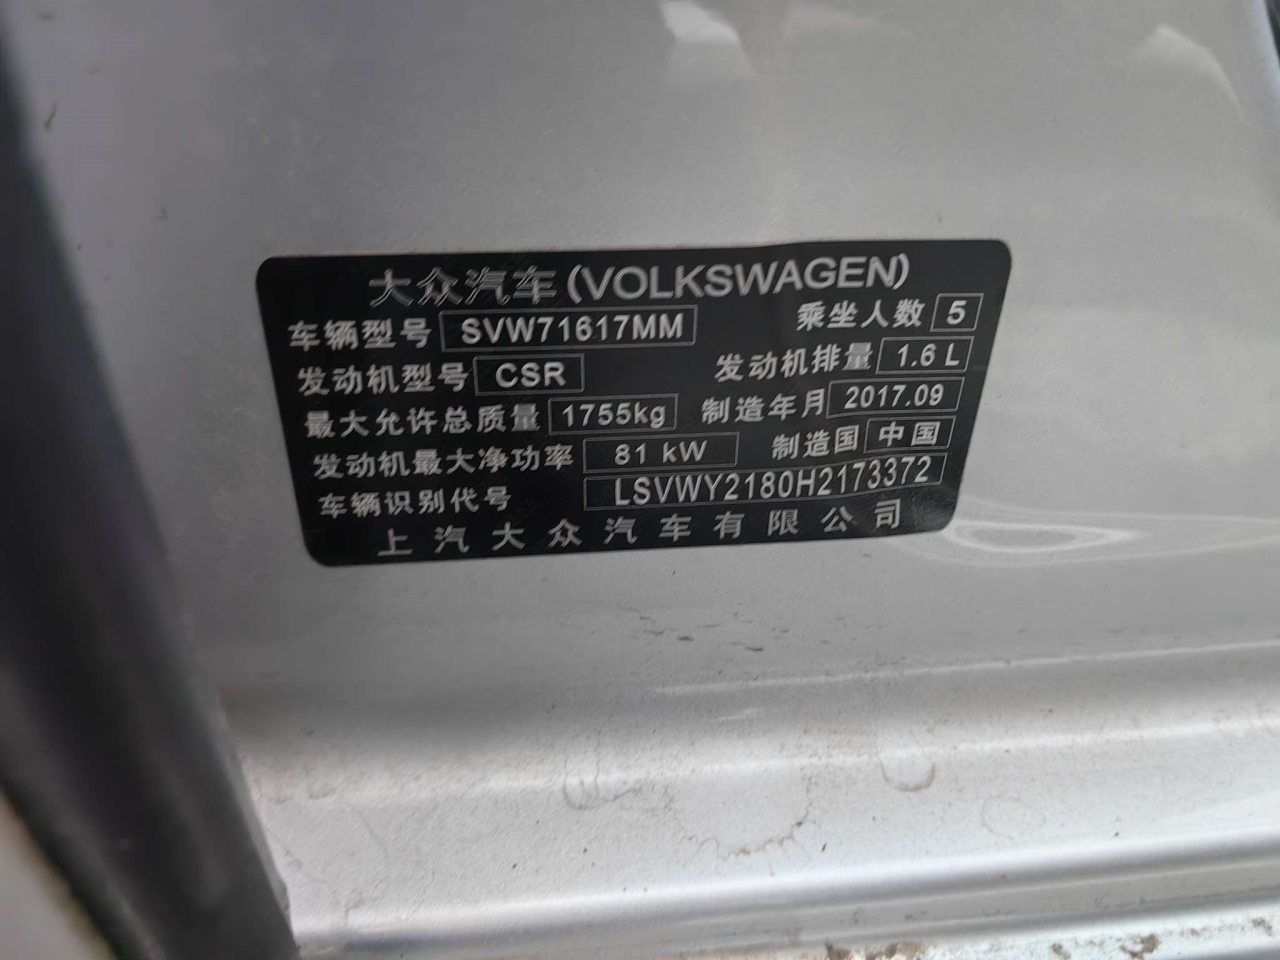 大众汽车(VOLKSWAGEN)
车辆型号 SVW71617MM 乘坐人数 5
发动机型号 CSR 发动机排量 1.6 L
最大允许总质量 1755kg 制造年月 2017.09
发动机最大净功率 81 kW 制造国 中国
车辆识别代号 LSVWY2180H2173372
上汽大众汽车有限公司